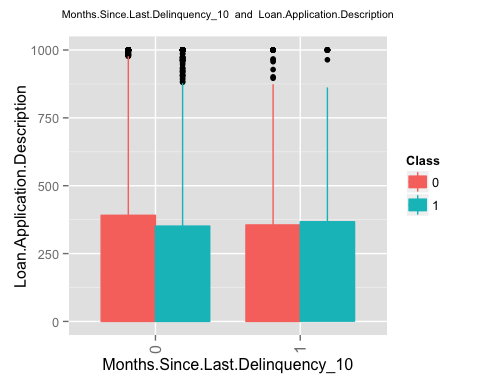 Months.Since.Last.Delinquency_10 and Loan.Application.Description
Loan.Application.Description
1000
750
500
250
0
0
1
Months.Since.Last.Delinquency_10
Class
0
1